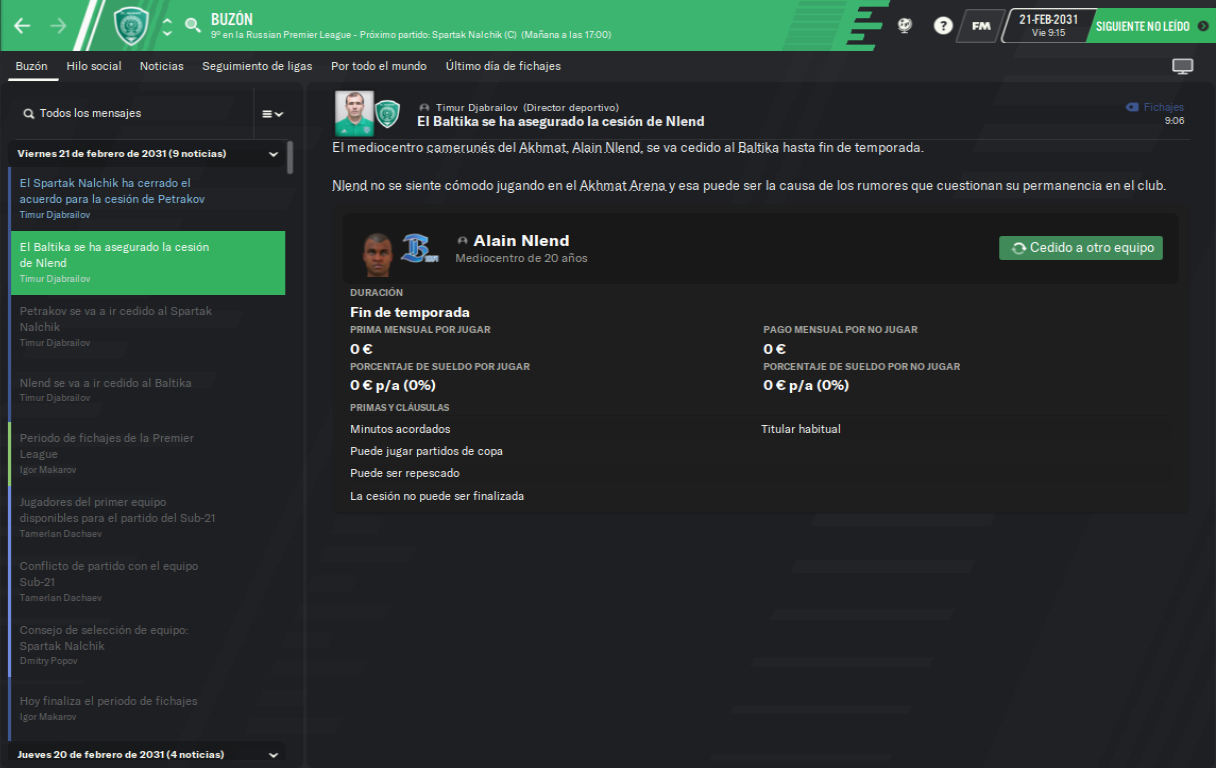 BUZÓN
9º en la Russian Premier League - Próximo partido: Spartak Nalchik (C) (Mañana a las 17:00)
?
FM
21-FEB-2031
Vie 9:15
SIGUIENTE NO LEÍDO
Buzón Hilo social Noticias Seguimiento de ligas Por todo el mundo Último día de fichajes
Todos los mensajes
Viernes 21 de febrero de 2031 (9 noticias)
El Spartak Nalchik ha cerrado el
acuerdo para la cesión de Petrakov
Timur Djabrailov
El Baltika se ha asegurado la cesión
de Nlend
Timur Djabrailov
Petrakov se va a ir cedido al Spartak
Nalchik
Timur Djabrailov
Nlend se va a ir cedido al Baltika
Timur Djabrailov
Periodo de fichajes de la Premier
League
Igor Makarov
Jugadores del primer equipo
disponibles para el partido del Sub-21
Tamerlan Dachaev
Conflicto de partido con el equipo
Sub-21
Tamerlan Dachaev
Consejo de selección de equipo:
Spartak Nalchik
Dmitry Popov
Hoy finaliza el periodo de fichajes
Igor Makarov
Jueves 20 de febrero de 2031 (4 noticias)
Timur Djabrailov (Director deportivo)
El Baltika se ha asegurado la cesión de Nlend
Fichajes
9:06
El mediocentro camerunés del Akhmat, Alain Nlend, se va cedido al Baltika hasta fin de temporada.
Nlend no se siente cómodo jugando en el Akhmat Arena y esa puede ser la causa de los rumores que cuestionan su permanencia en el club.
Alain Nlend
Mediocentro de 20 años
Cedido a otro equipo
DURACIÓN
Fin de temporada
PRIMA MENSUAL POR JUGAR PAGO MENSUAL POR NO JUGAR
0 € 0 €
PORCENTAJE DE SUELDO POR JUGAR PORCENTAJE DE SUELDO POR NO JUGAR
0 € p/a (0%) 0 € p/a (0%)
PRIMAS Y CLÁUSULAS
Minutos acordados Titular habitual
Puede jugar partidos de copa
Puede ser repescado
La cesión no puede ser finalizada